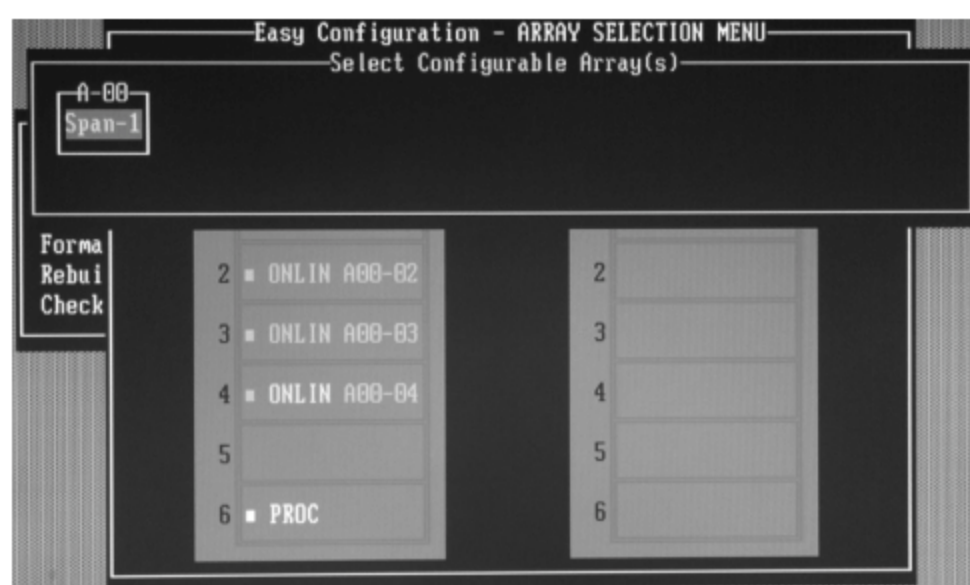 Easy Configuration - ARRAY SELECTION MENU
Select Configurable Array(s)
A-00
Span-1
Forma
Rebui
Check
2 ONLIN A00-02
3 ONLIN A00-03
4 ONLIN A00-04
5
6 PROC
2
3
4
5
6